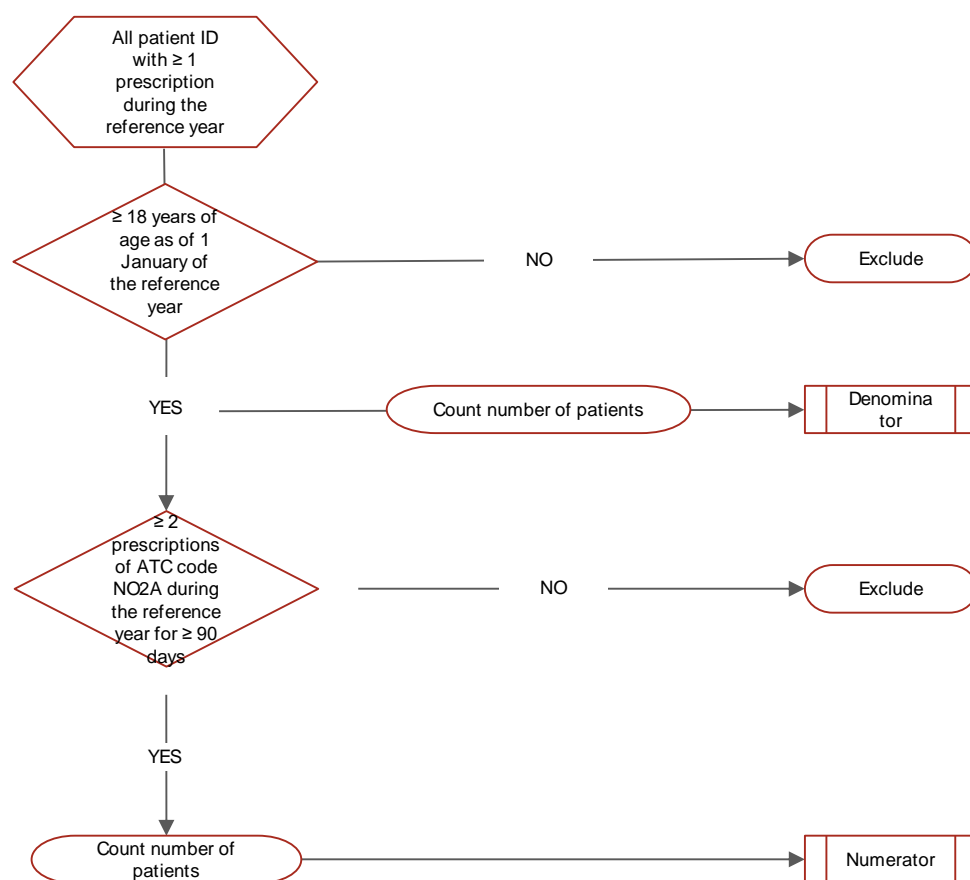 All patient ID
with ≥ 1
prescription
during the
reference year
≥ 18 years of
age as of 1
January of
the reference
year
NO
Exclude
YES
Count number of patients
Denomina
tor
≥ 2
prescriptions
of ATC code
NO2A during
the reference
year for ≥ 90
days
NO
Exclude
YES
Count number of
patients
Numerator